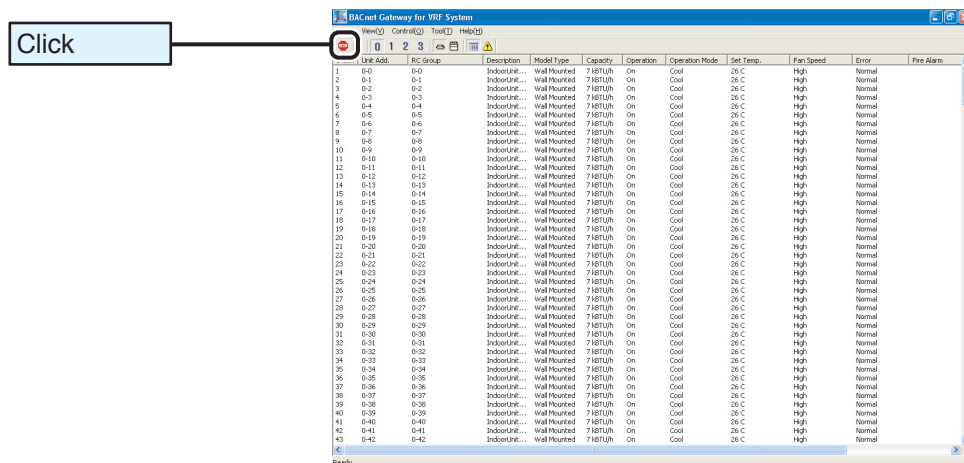 Click
BACnet Gateway for VRF System
View(V) Control(O) Tool(T) Help(H)
STOP 0 1 2 3
Unit Add. RC Group Description Model Type Capacity Operation Operation Mode Set Temp. Fan Speed Error Fire Alarm
1 0-0 0-0 IndoorUnit... Wall Mounted 7 kBTU/h On Cool 26 C High Normal
2 0-1 0-1 IndoorUnit... Wall Mounted 7 kBTU/h On Cool 26 C High Normal
3 0-2 0-2 IndoorUnit... Wall Mounted 7 kBTU/h On Cool 26 C High Normal
4 0-3 0-3 IndoorUnit... Wall Mounted 7 kBTU/h On Cool 26 C High Normal
5 0-4 0-4 IndoorUnit... Wall Mounted 7 kBTU/h On Cool 26 C High Normal
6 0-5 0-5 IndoorUnit... Wall Mounted 7 kBTU/h On Cool 26 C High Normal
7 0-6 0-6 IndoorUnit... Wall Mounted 7 kBTU/h On Cool 26 C High Normal
8 0-7 0-7 IndoorUnit... Wall Mounted 7 kBTU/h On Cool 26 C High Normal
9 0-8 0-8 IndoorUnit... Wall Mounted 7 kBTU/h On Cool 26 C High Normal
10 0-9 0-9 IndoorUnit... Wall Mounted 7 kBTU/h On Cool 26 C High Normal
11 0-10 0-10 IndoorUnit... Wall Mounted 7 kBTU/h On Cool 26 C High Normal
12 0-11 0-11 IndoorUnit... Wall Mounted 7 kBTU/h On Cool 26 C High Normal
13 0-12 0-12 IndoorUnit... Wall Mounted 7 kBTU/h On Cool 26 C High Normal
14 0-13 0-13 IndoorUnit... Wall Mounted 7 kBTU/h On Cool 26 C High Normal
15 0-14 0-14 IndoorUnit... Wall Mounted 7 kBTU/h On Cool 26 C High Normal
16 0-15 0-15 IndoorUnit... Wall Mounted 7 kBTU/h On Cool 26 C High Normal
17 0-16 0-16 IndoorUnit... Wall Mounted 7 kBTU/h On Cool 26 C High Normal
18 0-17 0-17 IndoorUnit... Wall Mounted 7 kBTU/h On Cool 26 C High Normal
19 0-18 0-18 IndoorUnit... Wall Mounted 7 kBTU/h On Cool 26 C High Normal
20 0-19 0-19 IndoorUnit... Wall Mounted 7 kBTU/h On Cool 26 C High Normal
21 0-20 0-20 IndoorUnit... Wall Mounted 7 kBTU/h On Cool 26 C High Normal
22 0-21 0-21 IndoorUnit... Wall Mounted 7 kBTU/h On Cool 26 C High Normal
23 0-22 0-22 IndoorUnit... Wall Mounted 7 kBTU/h On Cool 26 C High Normal
24 0-23 0-23 IndoorUnit... Wall Mounted 7 kBTU/h On Cool 26 C High Normal
25 0-24 0-24 IndoorUnit... Wall Mounted 7 kBTU/h On Cool 26 C High Normal
26 0-25 0-25 IndoorUnit... Wall Mounted 7 kBTU/h On Cool 26 C High Normal
27 0-26 0-26 IndoorUnit... Wall Mounted 7 kBTU/h On Cool 26 C High Normal
28 0-27 0-27 IndoorUnit... Wall Mounted 7 kBTU/h On Cool 26 C High Normal
29 0-28 0-28 IndoorUnit... Wall Mounted 7 kBTU/h On Cool 26 C High Normal
30 0-29 0-29 IndoorUnit... Wall Mounted 7 kBTU/h On Cool 26 C High Normal
31 0-30 0-30 IndoorUnit... Wall Mounted 7 kBTU/h On Cool 26 C High Normal
32 0-31 0-31 IndoorUnit... Wall Mounted 7 kBTU/h On Cool 26 C High Normal
33 0-32 0-32 IndoorUnit... Wall Mounted 7 kBTU/h On Cool 26 C High Normal
34 0-33 0-33 IndoorUnit... Wall Mounted 7 kBTU/h On Cool 26 C High Normal
35 0-34 0-34 IndoorUnit... Wall Mounted 7 kBTU/h On Cool 26 C High Normal
36 0-35 0-35 IndoorUnit... Wall Mounted 7 kBTU/h On Cool 26 C High Normal
37 0-36 0-36 IndoorUnit... Wall Mounted 7 kBTU/h On Cool 26 C High Normal
38 0-37 0-37 IndoorUnit... Wall Mounted 7 kBTU/h On Cool 26 C High Normal
39 0-38 0-38 IndoorUnit... Wall Mounted 7 kBTU/h On Cool 26 C High Normal
40 0-39 0-39 IndoorUnit... Wall Mounted 7 kBTU/h On Cool 26 C High Normal
41 0-40 0-40 IndoorUnit... Wall Mounted 7 kBTU/h On Cool 26 C High Normal
42 0-41 0-41 IndoorUnit... Wall Mounted 7 kBTU/h On Cool 26 C High Normal
43 0-42 0-42 IndoorUnit... Wall Mounted 7 kBTU/h On Cool 26 C High Normal
Ready